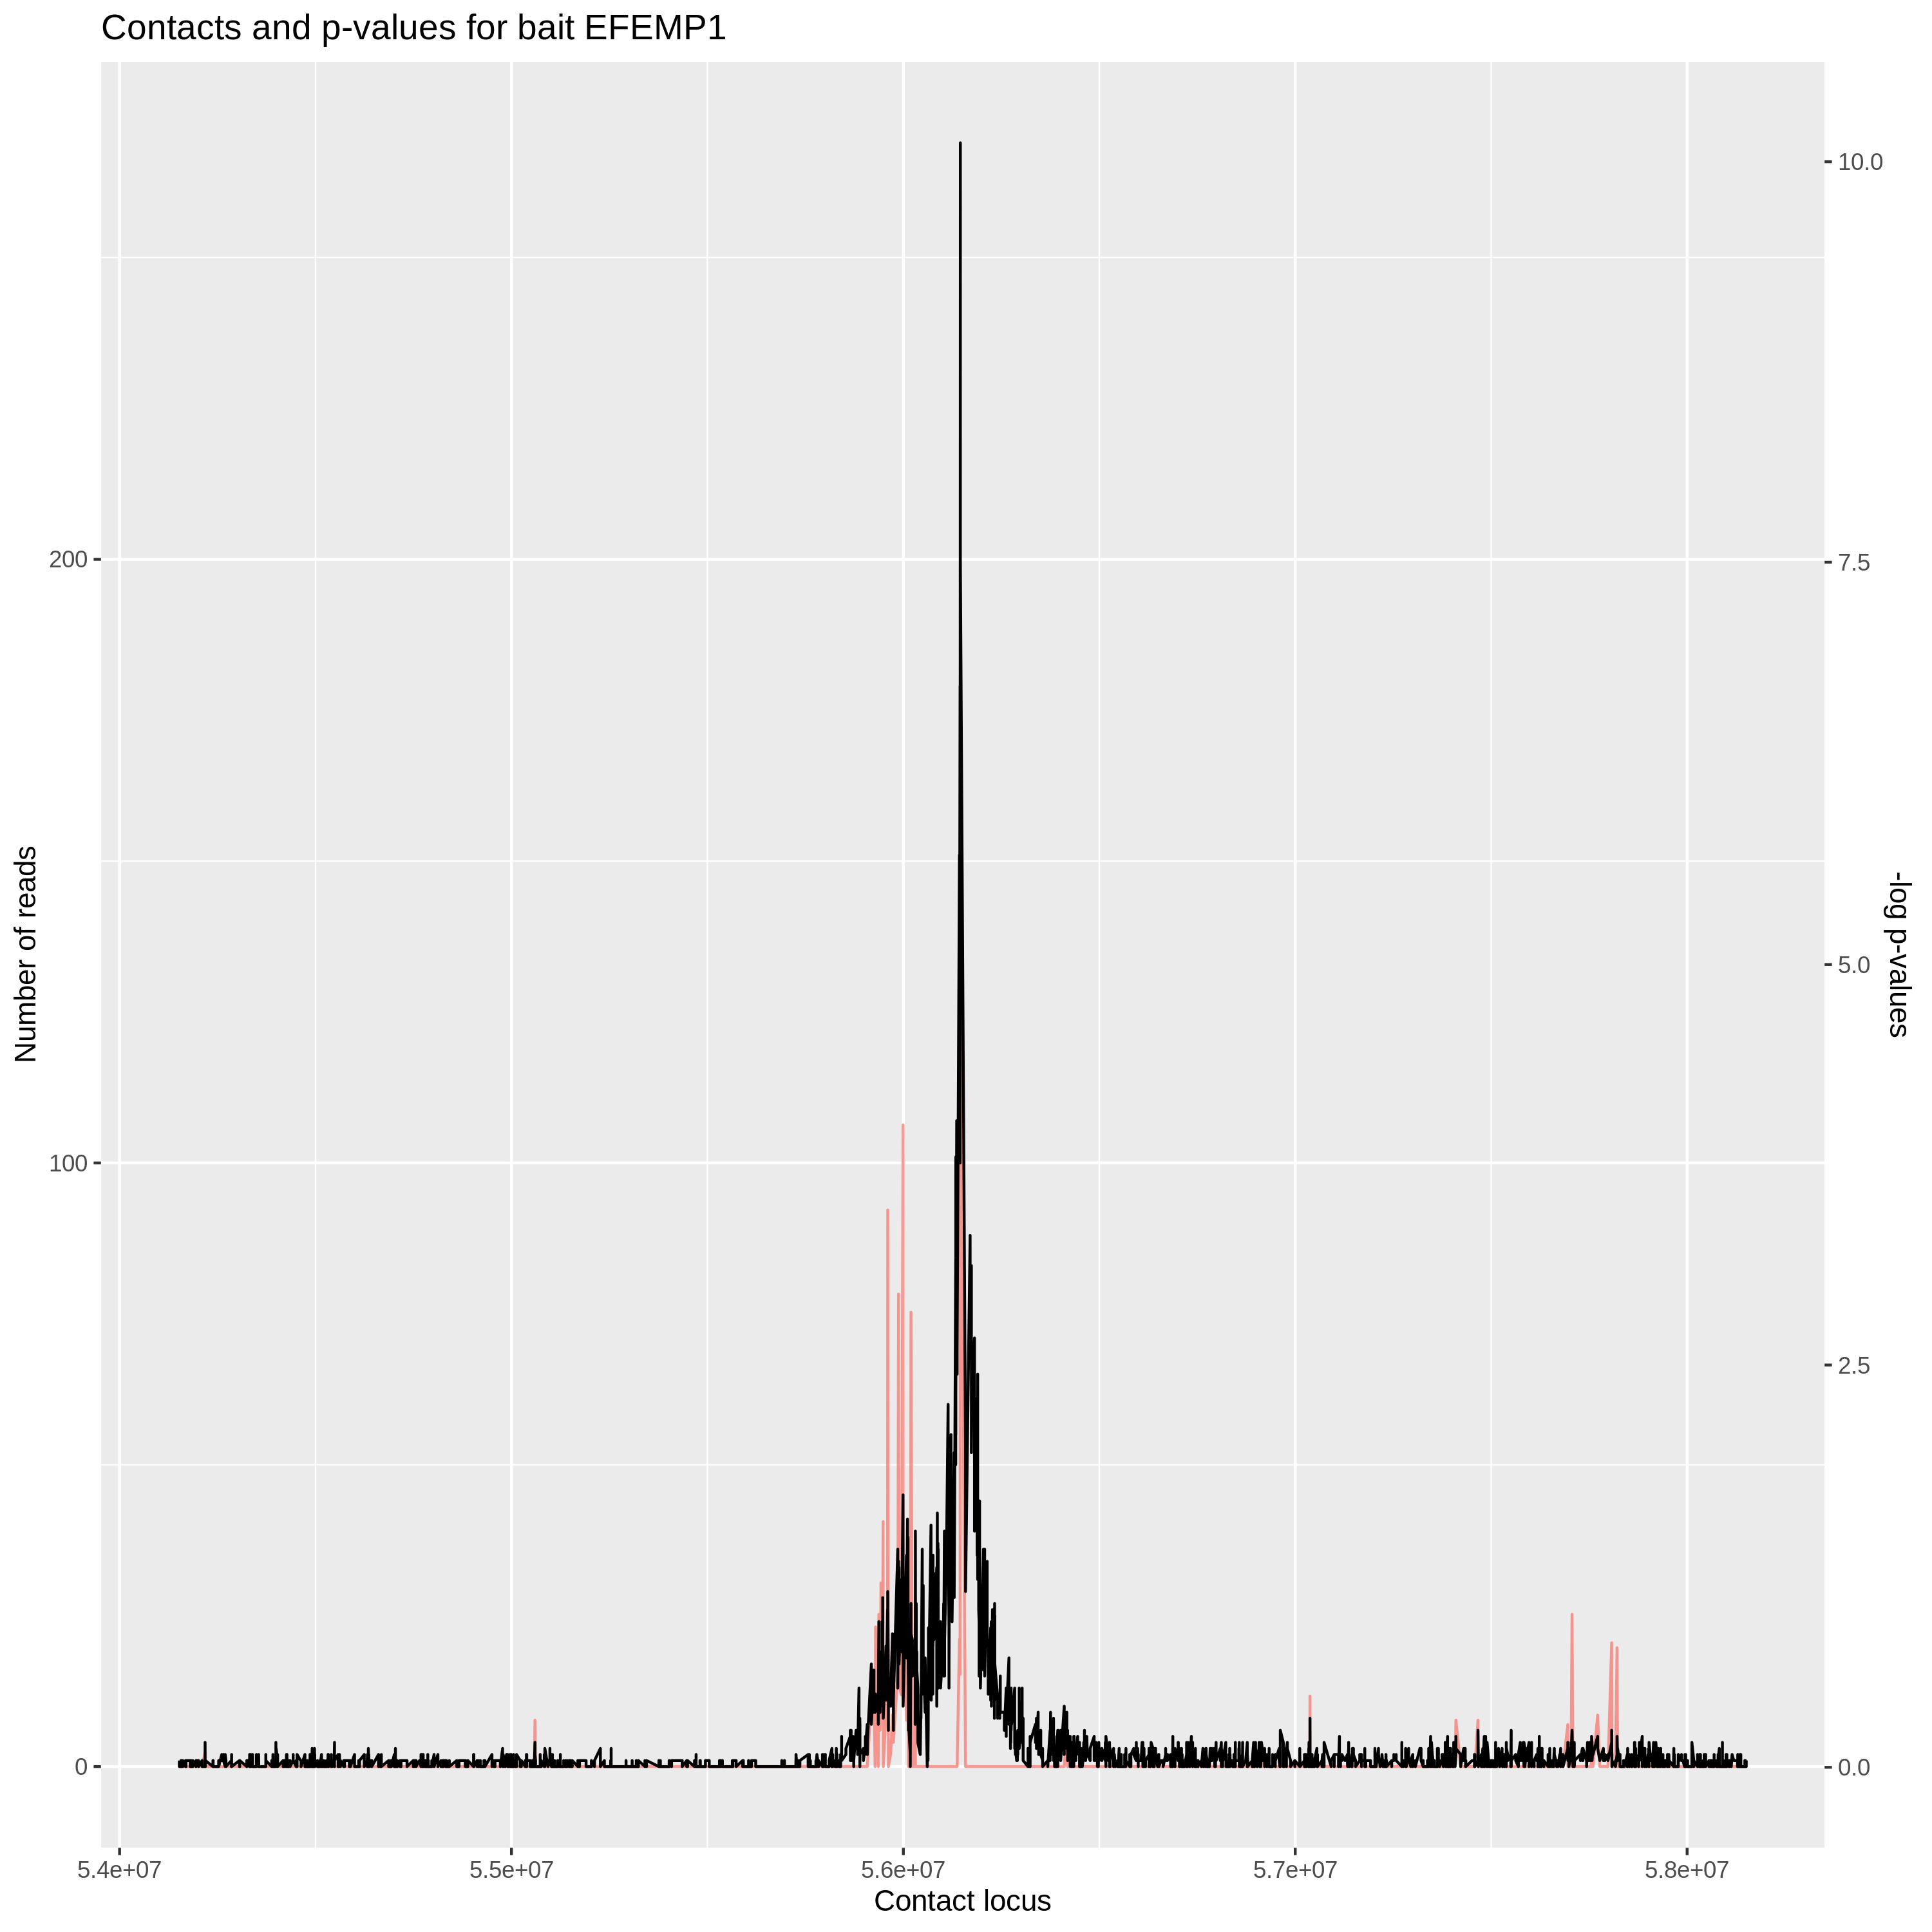 Contacts and p-values for bait EFEMP1
Number of reads
200
100
0
10.0
7.5
5.0
2.5
0.0
-log p-values
5.4e+07
5.5e+07
5.6e+07
5.7e+07
5.8e+07
Contact locus